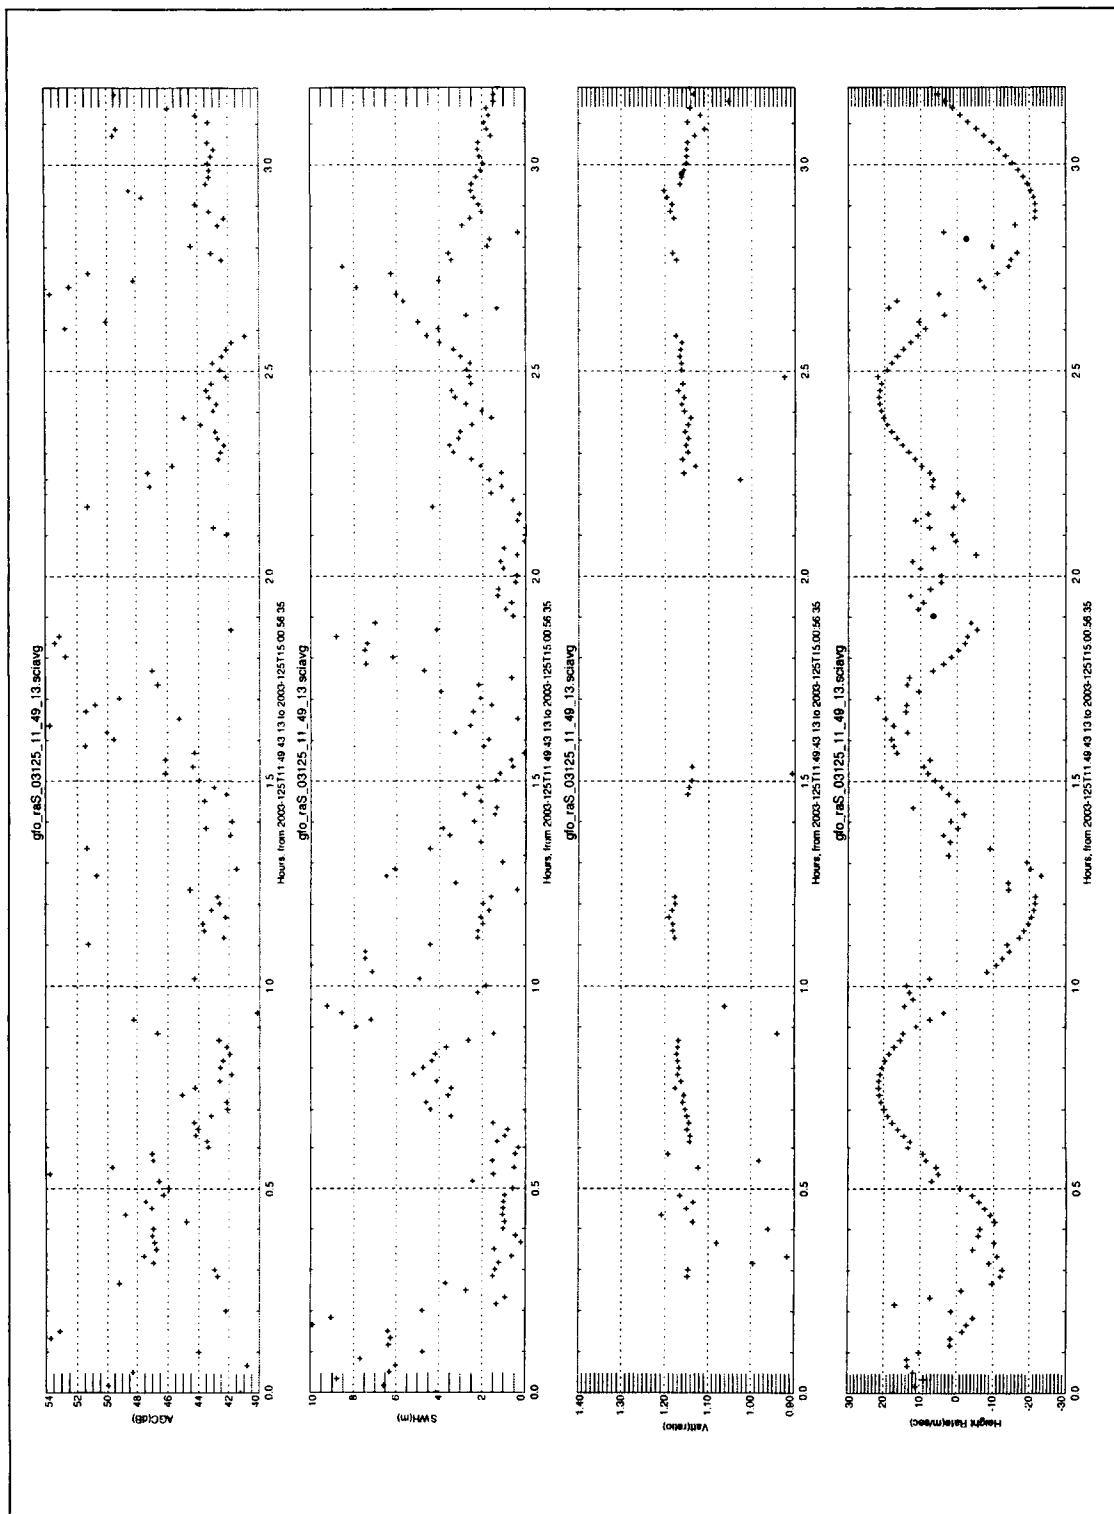 gfo_raS_03125_11_49_13.sciavg
54
52
50
48
46
44
42
40
AGC(dB)
0.0 0.5 1.0 1.5 2.0 2.5 3.0
Hours, from 2003-125T11:49:43.13 to 2003-125T15:00:56.35
gfo_raS_03125_11_49_13.sciavg
10
8
6
4
2
0
SWH(m)
0.0 0.5 1.0 1.5 2.0 2.5 3.0
Hours, from 2003-125T11:49:43.13 to 2003-125T15:00:56.35
gfo_raS_03125_11_49_13.sciavg
1.40
1.30
1.20
1.10
1.00
0.90
Vatt(ratio)
0.0 0.5 1.0 1.5 2.0 2.5 3.0
Hours, from 2003-125T11:49:43.13 to 2003-125T15:00:56.35
gfo_raS_03125_11_49_13.sciavg
30
20
10
0
-10
-20
-30
Height Rate(m/sec)
0.0 0.5 1.0 1.5 2.0 2.5 3.0
Hours, from 2003-125T11:49:43.13 to 2003-125T15:00:56.35